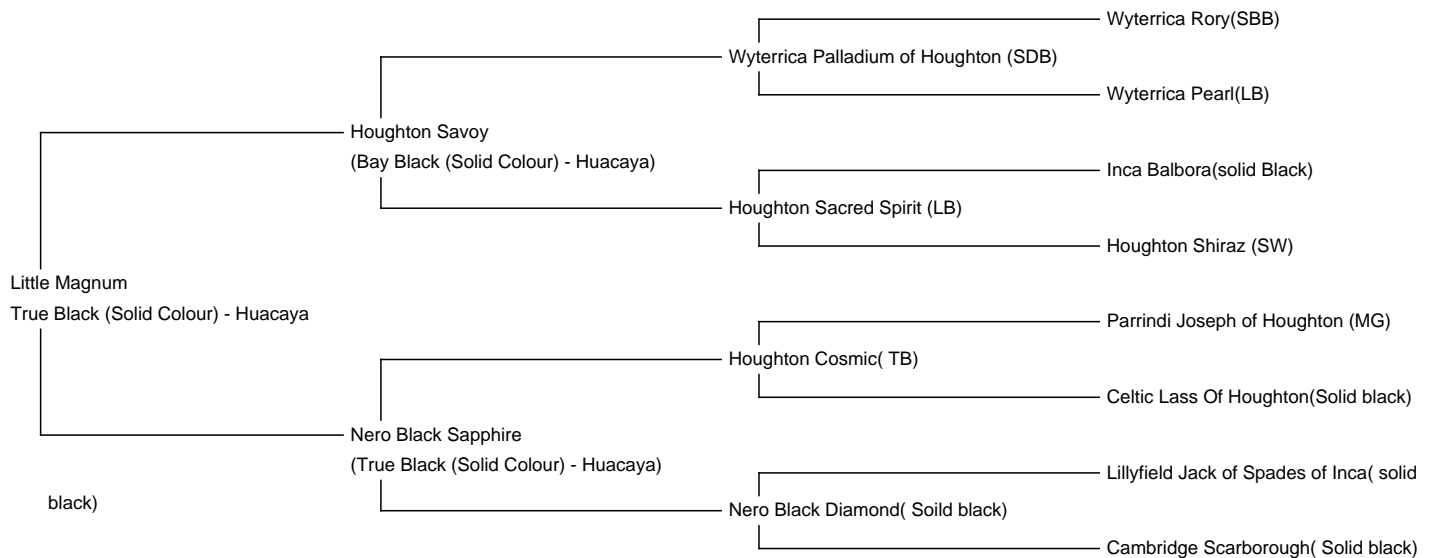 Wyterrica Rory(SBB)
Wyterrica Palladium of Houghton (SDB)
Wyterrica Pearl(LB)
Houghton Savoy
(Bay Black (Solid Colour) - Huacaya)
Inca Balbora(solid Black)
Houghton Sacred Spirit (LB)
Houghton Shiraz (SW)
Little Magnum
True Black (Solid Colour) - Huacaya
Parrindi Joseph of Houghton (MG)
Houghton Cosmic( TB)
Celtic Lass Of Houghton(Solid black)
Nero Black Sapphire
(True Black (Solid Colour) - Huacaya)
Lillyfield Jack of Spades of Inca( solid
black)
Nero Black Diamond( Soild black)
Cambridge Scarborough( Solid black)